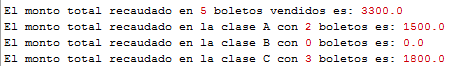 El monto total recaudado en 5 boletos vendidos es: 3300.0
El monto total recaudado en la clase A con 2 boletos es: 1500.0
El monto total recaudado en la clase B con 0 boletos es: 0.0
El monto total recaudado en la clase C con 3 boletos es: 1800.0